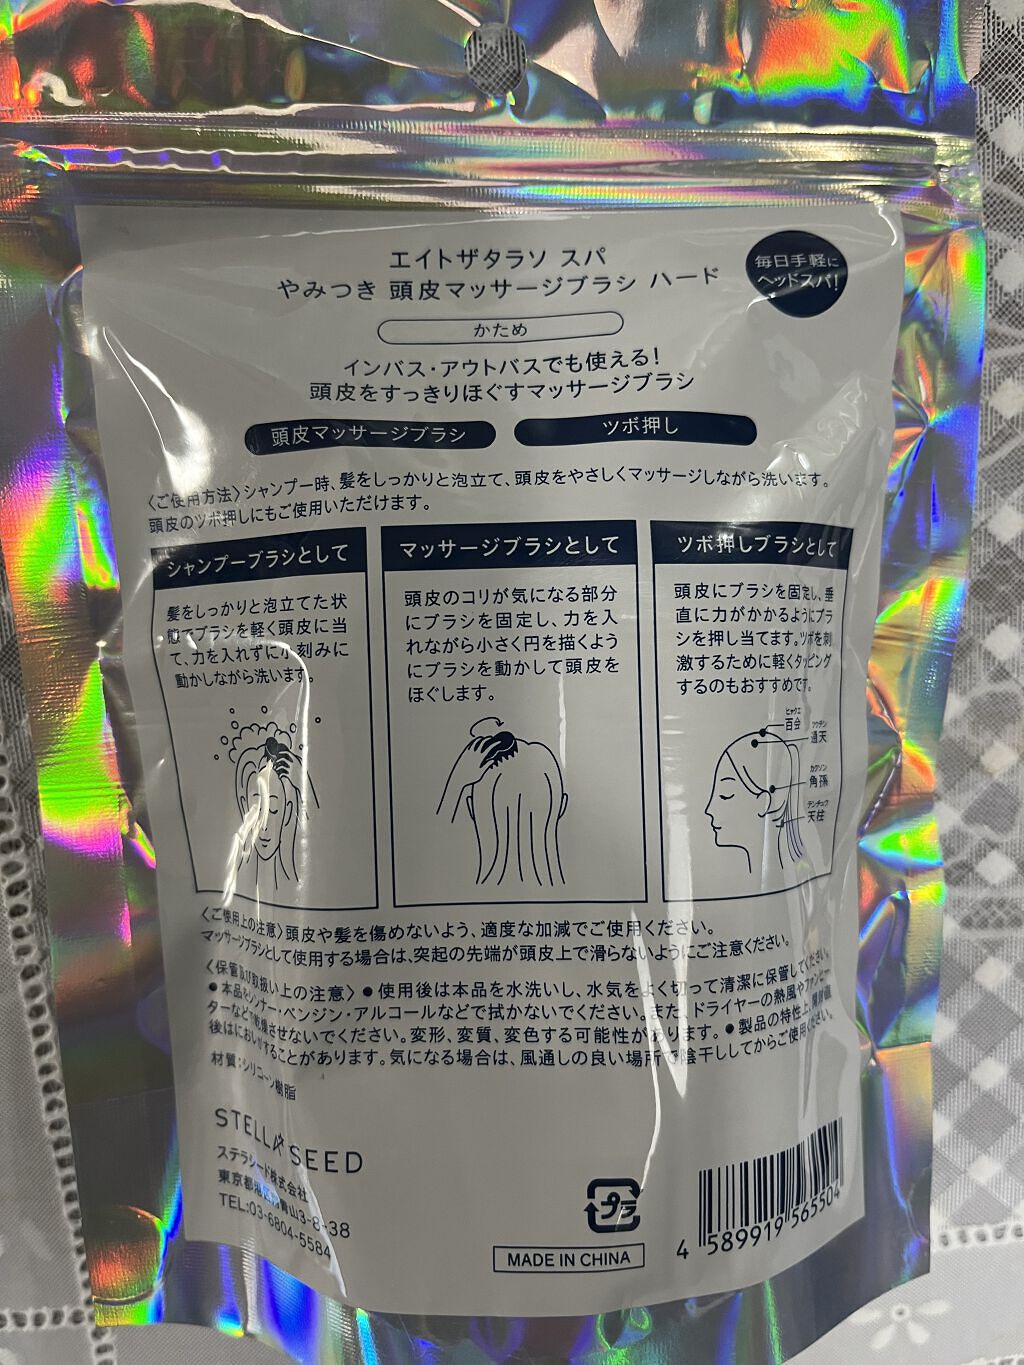 エイトザタラソ スパ
やみつき 頭皮マッサージブラシ ハード
毎日手軽に
ヘッドスパ!
かため
インバス・アウトバスでも使える!
頭皮をすっきりほぐすマッサージブラシ
頭皮マッサージブラシ
ツボ押し
〈ご使用方法〉シャンプー時、髪をしっかりと泡立て、頭皮をやさしくマッサージしながら洗います。
頭皮のツボ押しにもご使用いただけます。
シャンプーブラシとして
髪をしっかりと泡立てた状
態でブラシを軽く頭皮に当
て、力を入れずに小刻みに
動かしながら洗います。
マッサージブラシとして
頭皮のコリが気になる部分
にブラシを固定し、力を入
れながら小さく円を描くよう
にブラシを動かして頭皮を
ほぐします。
ツボ押しブラシとして
頭皮にブラシを固定し、垂
直に力がかかるようにブラ
シを押し当てます。ツボを刺
激するために軽くタッピング
するのもおすすめです。
ヒャクエ
百会
ツウテン
通天
カクソン
角孫
テンチュウ
天柱
〈ご使用上の注意〉頭皮や髪を傷めないよう、適度な加減でご使用ください。
マッサージブラシとして使用する場合は、突起の先端が頭皮上で滑らないようにご注意ください。
〈保管及び取扱い上の注意〉●使用後は本品を水洗いし、水気をよく切って清潔に保管してください。
●本品をシンナー・ベンジン・アルコールなどで拭かないでください。また、ドライヤーの熱風やファンヒー
ターなどで乾燥させないでください。変形、変質、変色する可能性があります。●製品の特性上、開封直
後はにおいがすることがあります。気になる場合は、風通しの良い場所で陰干ししてからご使用ください。
材質:シリコーン樹脂
STELLA SEED
ステラシード株式会社
東京都港区南青山3-8-38
TEL:03-6804-5584
プラ
MADE IN CHINA
4 589919 565504